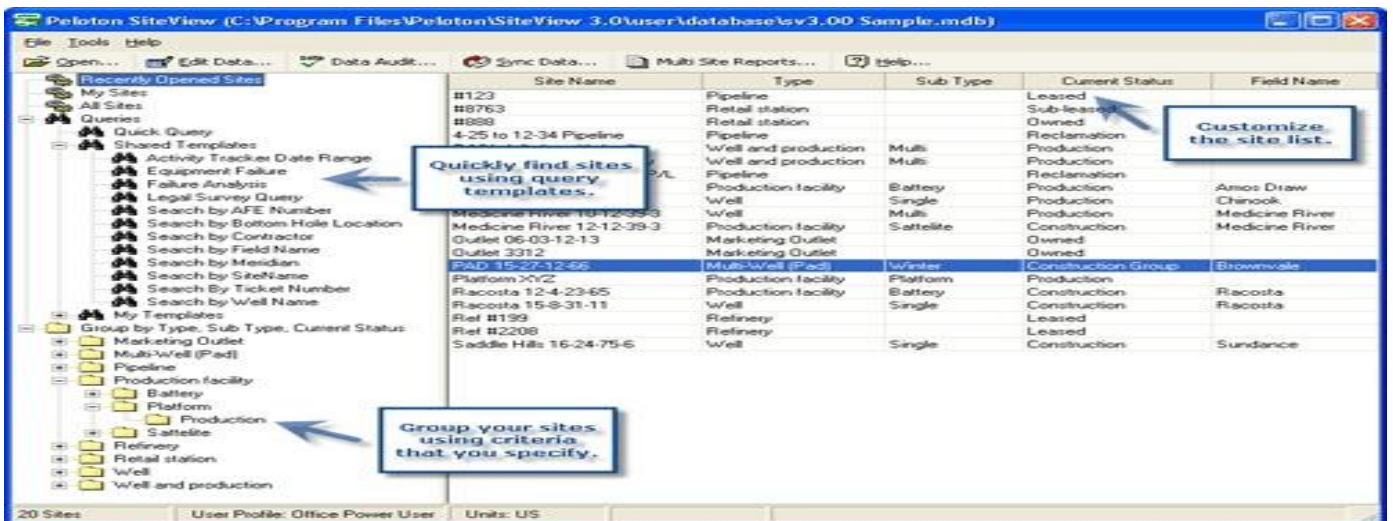 Peloton SiteView (C:\Program Files\Peloton\SiteView 3.0\user\database\sv3.00 Sample.mdb)
File Tools Help
Open... Edit Data... Data Audit... Sync Data... Multi Site Reports... Help...
Recently Opened Sites
My Sites
All Sites
Queries
Quick Query
Shared Templates
Activity Tracker Date Range
Equipment Failure
Failure Analysis
Legal Survey Query
Search by AFE Number
Search by Bottom Hole Location
Search by Contractor
Search by Field Name
Search by Meridian
Search by SiteName
Search By Ticket Number
Search by Well Name
My Templates
Group by Type, Sub Type, Current Status
Marketing Outlet
Multi-Well (Pad)
Pipeline
Production facility
Battery
Platform
Production
Sattelite
Refinery
Retail station
Well
Well and production
Site Name Type Sub Type Current Status Field Name
#123 Pipeline Leased
#8763 Retail station Sub-leased
#888 Retail station Owned
4-25 to 12-34 Pipeline Pipeline Reclamation
Well and production Multi Production
Well and production Multi Production
P/L Pipeline Reclamation
Production facility Battery Production Amos Draw
Well Single Production Chinook
Medicine River 10-12-39-3 Well Multi Production Medicine River
Medicine River 12-12-39-3 Production facility Sattelite Construction Medicine River
Outlet 06-03-12-13 Marketing Outlet Owned
Outlet 3312 Marketing Outlet Owned
PAD 15-27-12-66 Multi-Well (Pad) Winter Construction Group Brownvale
Platform XYZ Production facility Platform Production
Racosta 12-4-23-65 Production facility Battery Construction Racosta
Racosta 15-8-31-11 Well Single Construction Racosta
Ref #199 Refinery Leased
Ref #2208 Refinery Leased
Saddle Hills 16-24-75-6 Well Single Construction Sundance
Quickly find sites
using query
templates.
Customize
the site list.
Group your sites
using criteria
that you specify.
20 Sites User Profile: Office Power User Units: US